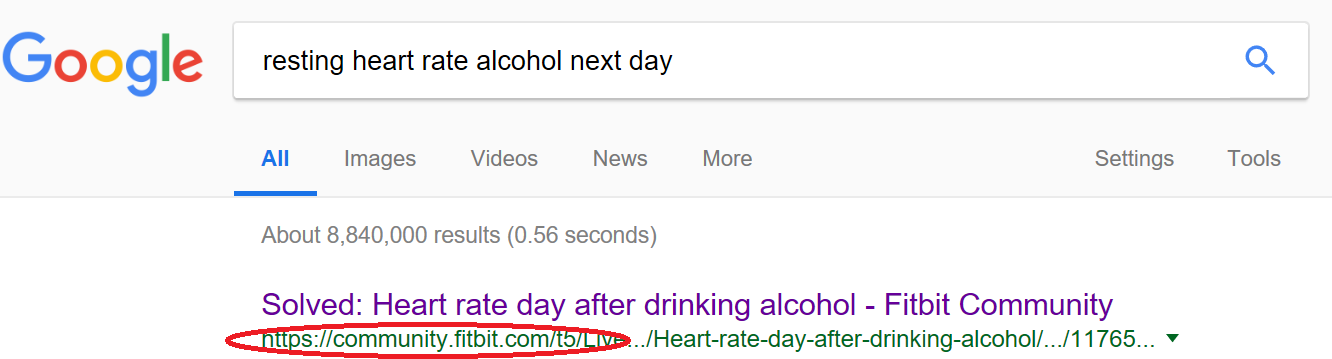 Google resting heart rate alcohol next day
All Images Videos News More Settings Tools
About 8,840,000 results (0.56 seconds)
Solved: Heart rate day after drinking alcohol - Fitbit Community
https://community.fitbit.com/t5/Live.../Heart-rate-day-after-drinking-alcohol/.../11765...